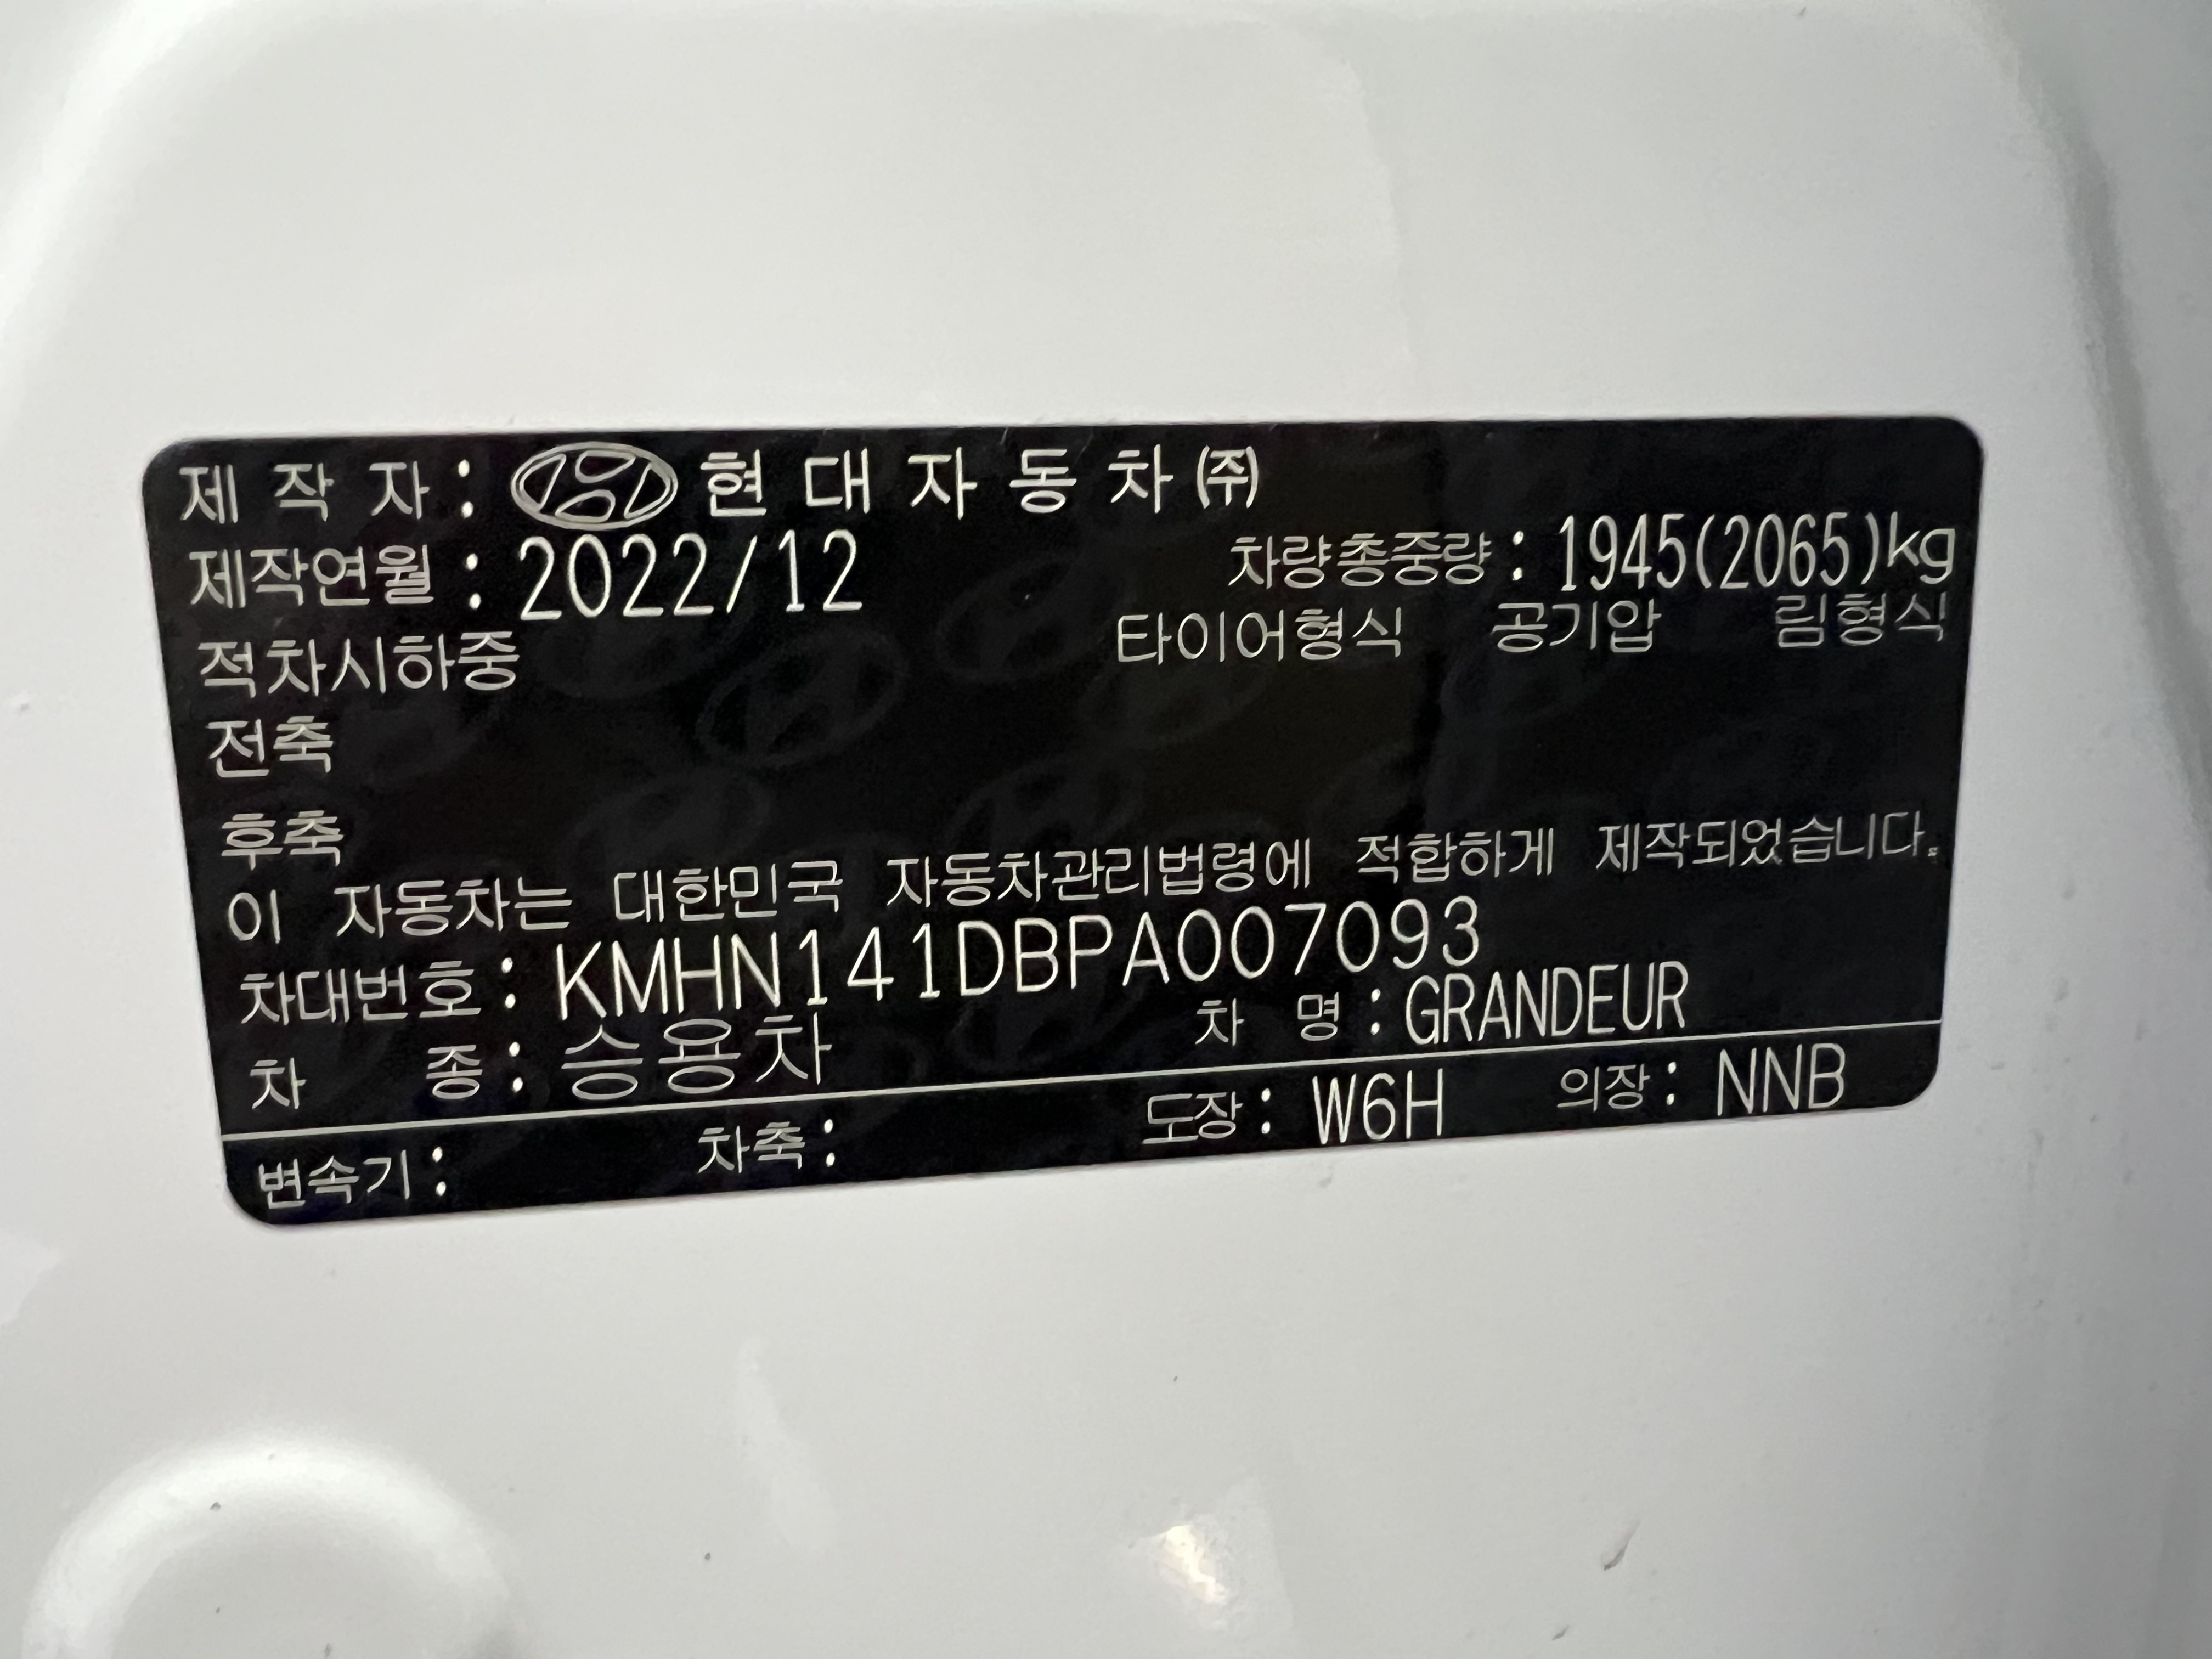 제 작 자 : 현 대 자 동 차 ㈜
제작연월 : 2022/12 차량총중량 : 1945(2065)kg
적차시하중 타이어형식 공기압 림형식
전축
후축
이 자동차는 대한민국 자동차관리법령에 적합하게 제작되었습니다.
차대번호 : KMHN141DBPA007093
차 종 : 승용차 차 명 : GRANDEUR
변속기 : 차축 : 도장 : W6H 의장 : NNB